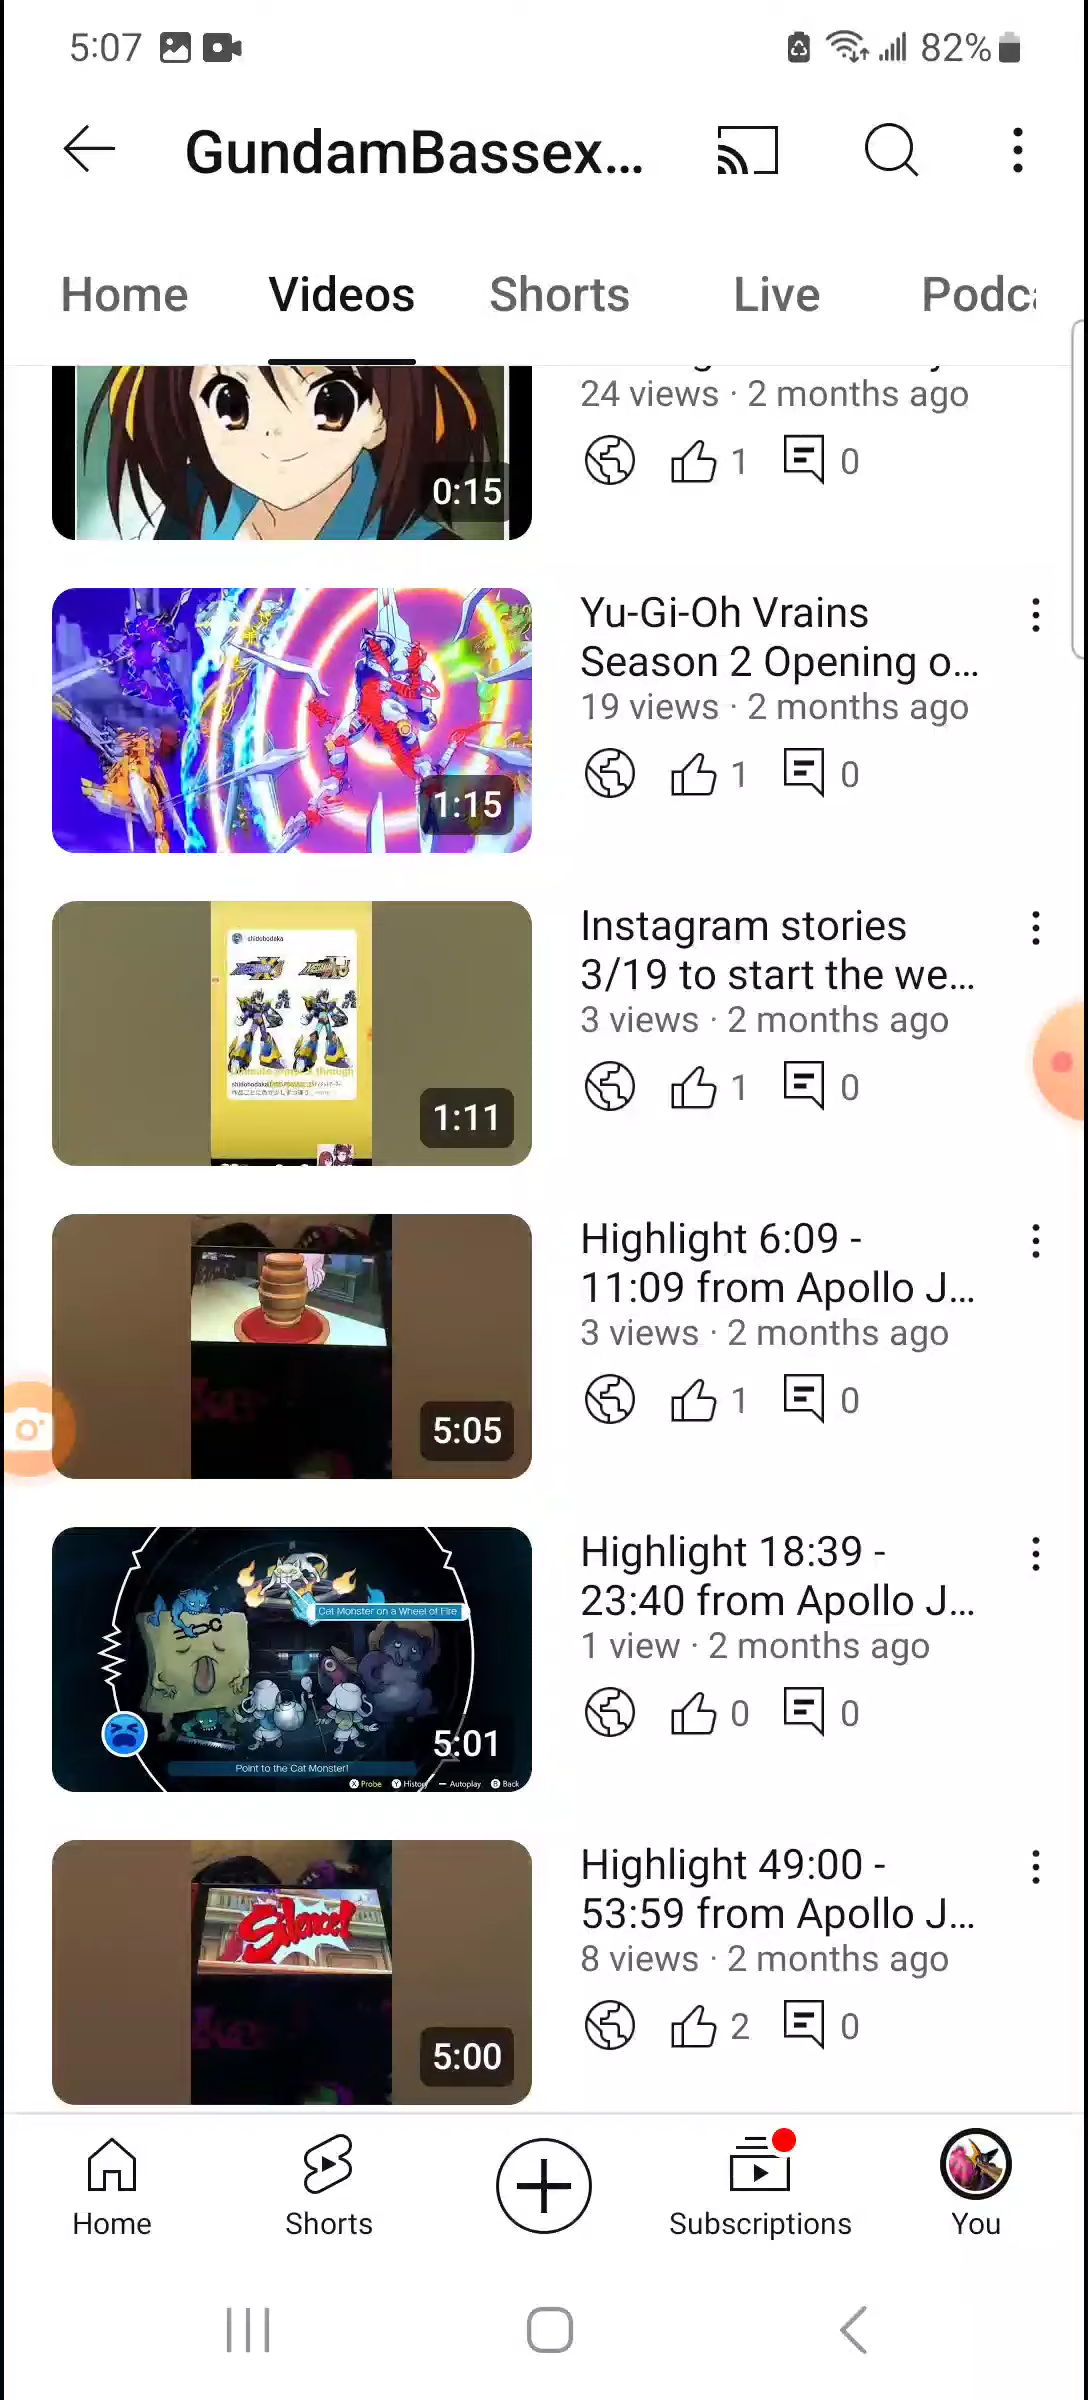 5:07
82%
GundamBassex...
Home Videos Shorts Live Podc
24 views · 2 months ago
1 0
0:15
Yu-Gi-Oh Vrains
Season 2 Opening o...
19 views · 2 months ago
1 0
1:15
Instagram stories
3/19 to start the we...
3 views · 2 months ago
1 0
shidohodaka
1:11
Highlight 6:09 -
11:09 from Apollo J...
3 views · 2 months ago
1 0
5:05
Highlight 18:39 -
23:40 from Apollo J...
1 view · 2 months ago
0 0
Cat Monster on a Wheel of Fire
5:01
Point to the Cat Monster!
X Probe Y History Autoplay B Back
Highlight 49:00 -
53:59 from Apollo J...
8 views · 2 months ago
2 0
Silence!
5:00
Home Shorts Subscriptions You